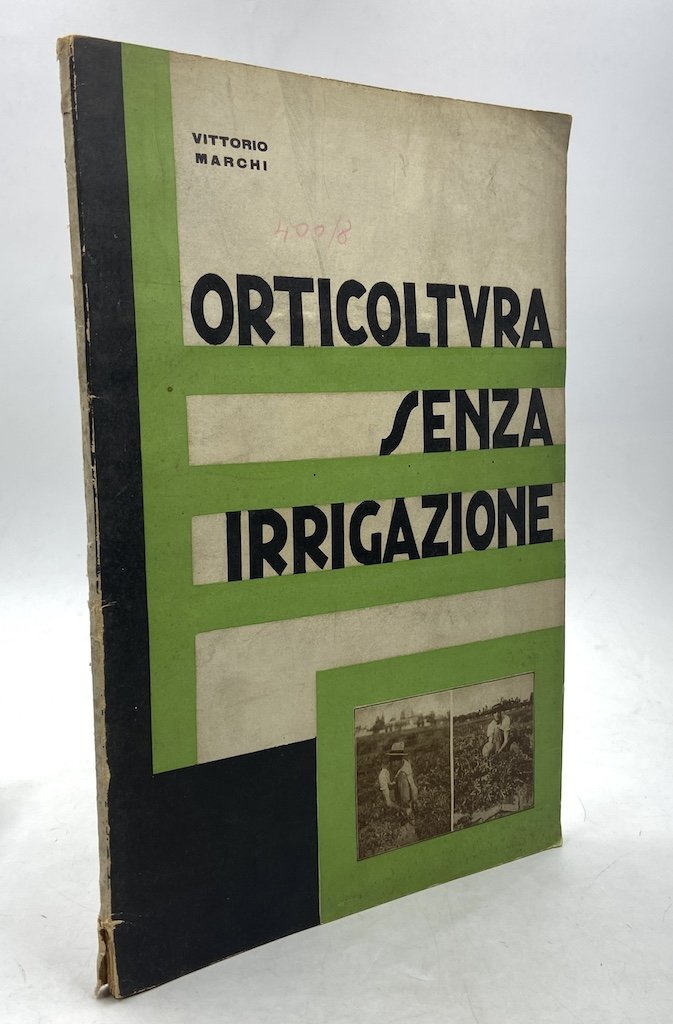 VITTORIO
MARCHI
400/8
ORTICOLTVRA
SENZA
IRRIGAZIONE